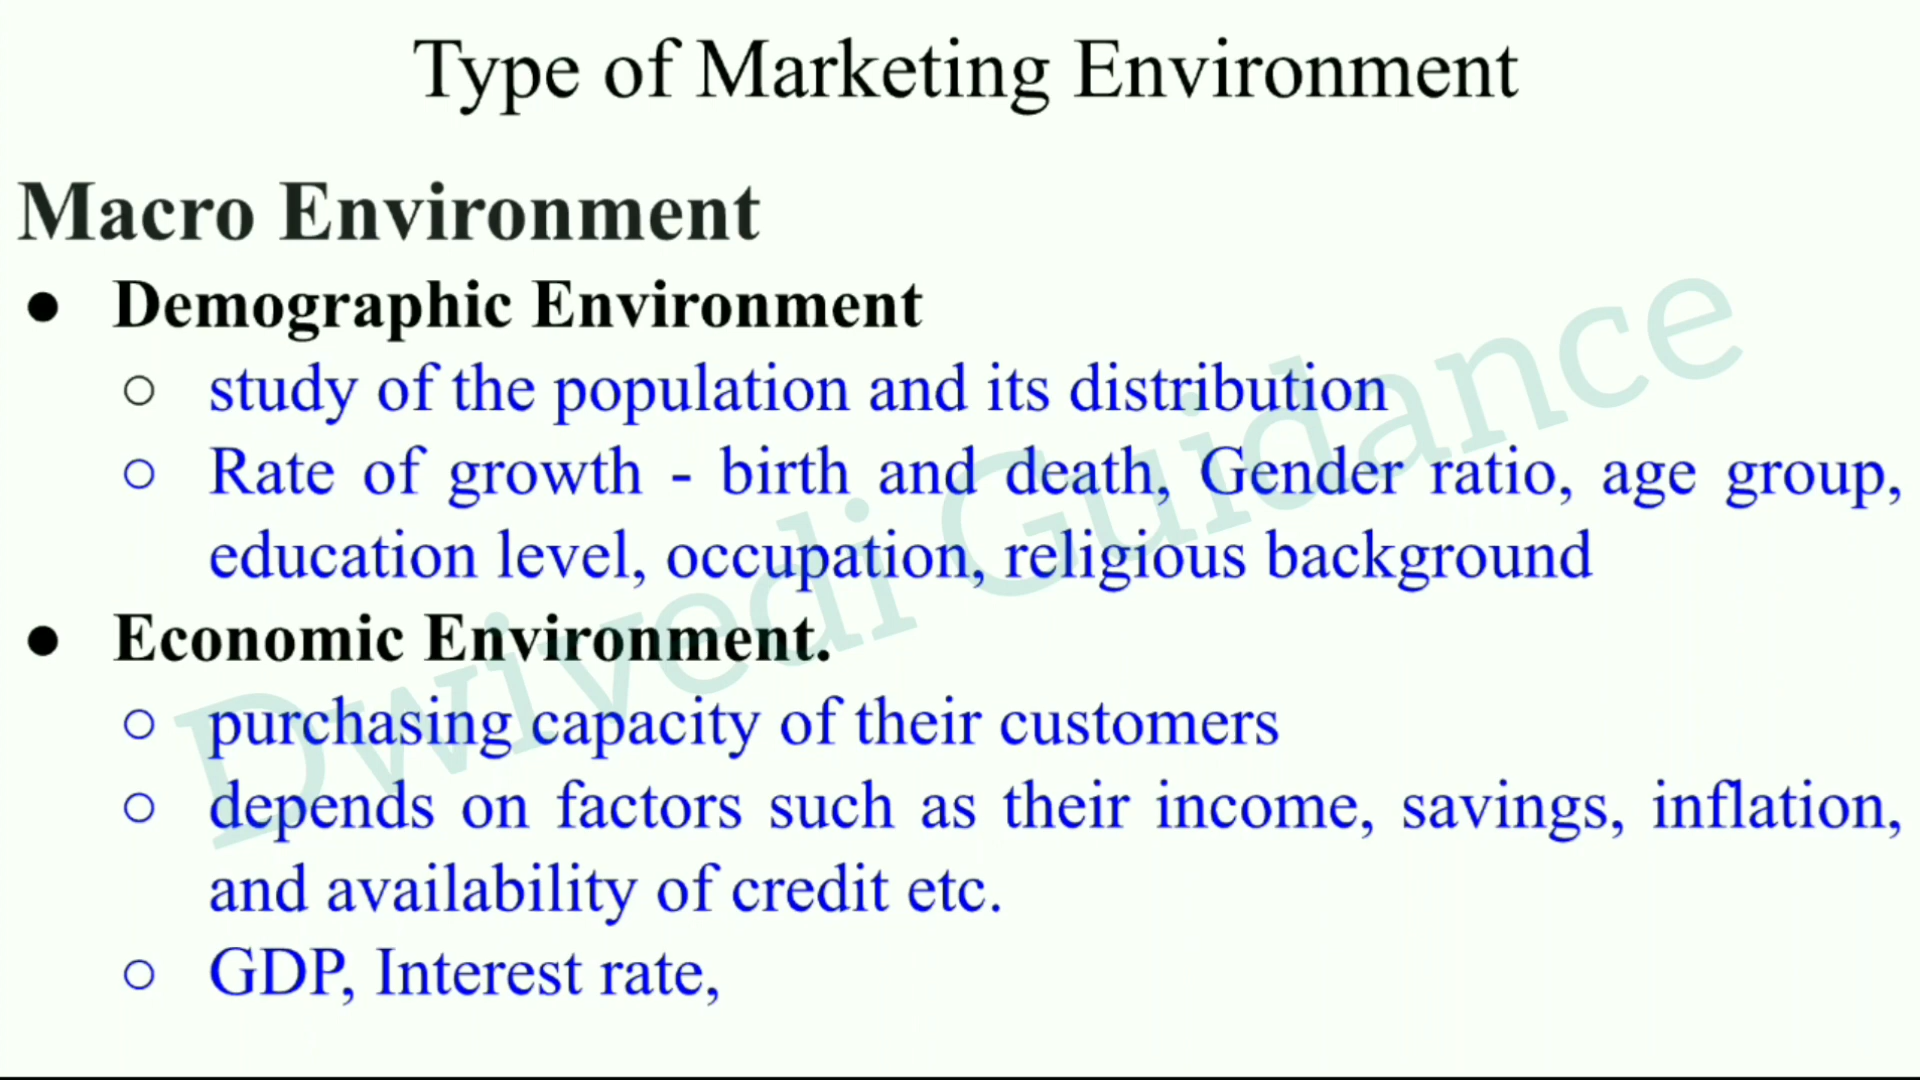 Type of Marketing Environment
Macro Environment
● Demographic Environment
○ study of the population and its distribution
○ Rate of growth - birth and death, Gender ratio, age group,
education level, occupation, religious background
● Economic Environment.
○ purchasing capacity of their customers
○ depends on factors such as their income, savings, inflation,
and availability of credit etc.
○ GDP, Interest rate,
Dwivedi Guidance